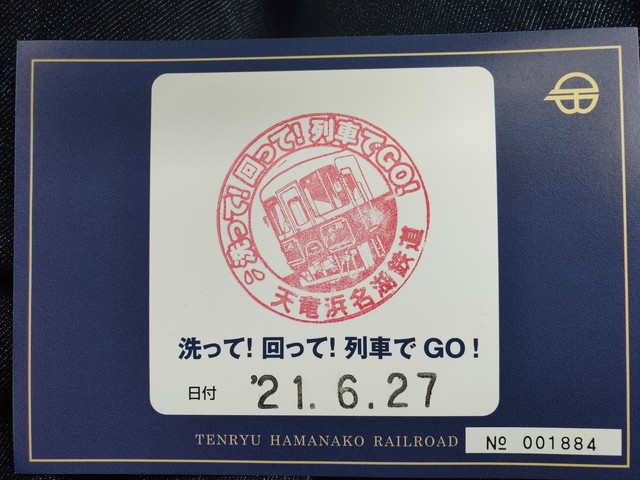 洗って!回って!列車でGO!
天竜浜名湖鉄道
洗って!回って!列車で GO!
日付 '21.6.27
TENRYU HAMANAKO RAILROAD
№ 001884